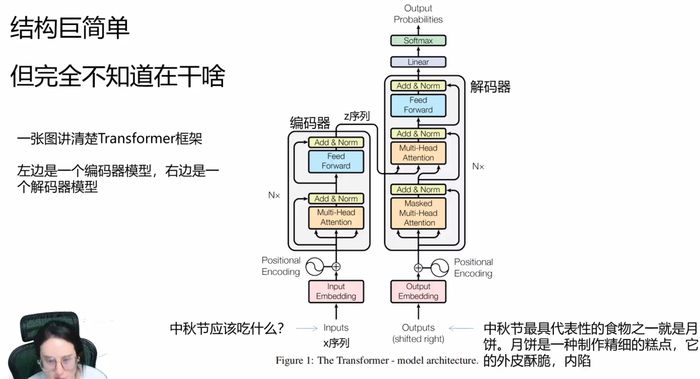 结构巨简单
但完全不知道在干啥
一张图讲清楚Transformer框架
左边是一个编码器模型，右边是一
个解码器模型
Output
Probabilities
Softmax
Linear
解码器
Add & Norm
Feed
Forward
Add & Norm
Multi-Head
Attention
Add & Norm
Masked
Multi-Head
Attention
N×
Positional
Encoding
Output
Embedding
Outputs
(shifted right)
z序列
编码器
Add & Norm
Feed
Forward
Add & Norm
Multi-Head
Attention
N×
Positional
Encoding
Input
Embedding
Inputs
x序列
中秋节应该吃什么？
中秋节最具代表性的食物之一就是月
饼。月饼是一种制作精细的糕点，它
的外皮酥脆，内陷
Figure 1: The Transformer - model architecture.